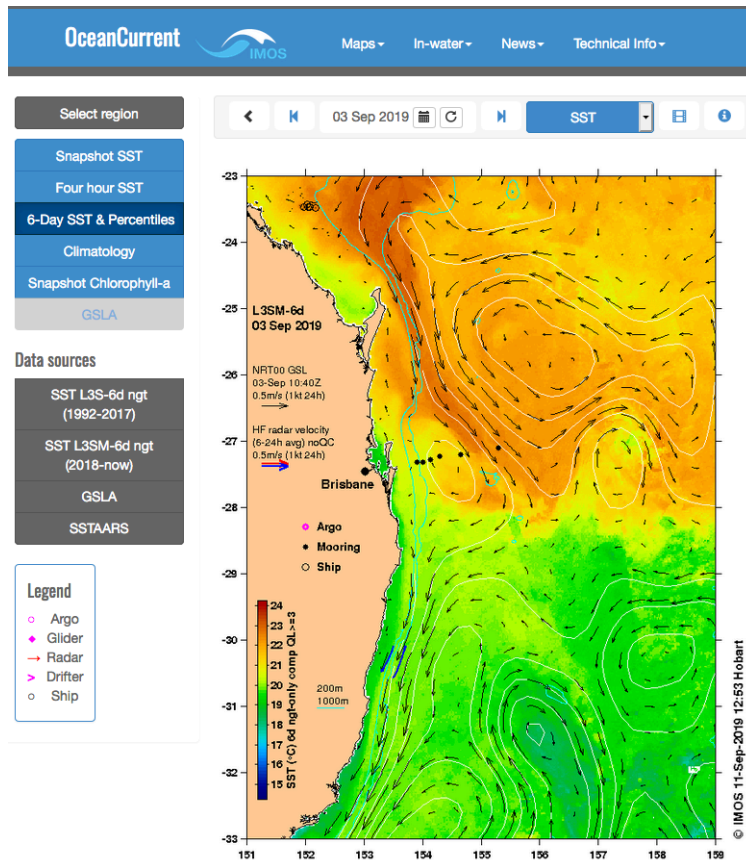 OceanCurrent
IMOS
Maps
In-water
News
Technical Info
Select region
Snapshot SST
Four hour SST
6-Day SST & Percentiles
Climatology
Snapshot Chlorophyll-a
GSLA
Data sources
SST L3S-6d ngt
(1992-2017)
SST L3SM-6d ngt
(2018-now)
GSLA
SSTAARS
Legend
Argo
Glider
Radar
Drifter
Ship
03 Sep 2019
SST
-23
-24
-25
-26
-27
-28
-29
-30
-31
-32
-33
L3SM-6d
03 Sep 2019
NRT00 GSL
03-Sep 10:40Z
0.5m/s (1kt 24h)
HF radar velocity
(6-24h avg) noQC
0.5m/s (1kt 24h)
Brisbane
Argo
Mooring
Ship
24
23
22
21
20
19
18
17
16
15
SST (°C) 6d ngt-only comp QL>=3
200m
1000m
151
152
153
154
155
156
157
158
159
© IMOS 11-Sep-2019 12:53 Hobart